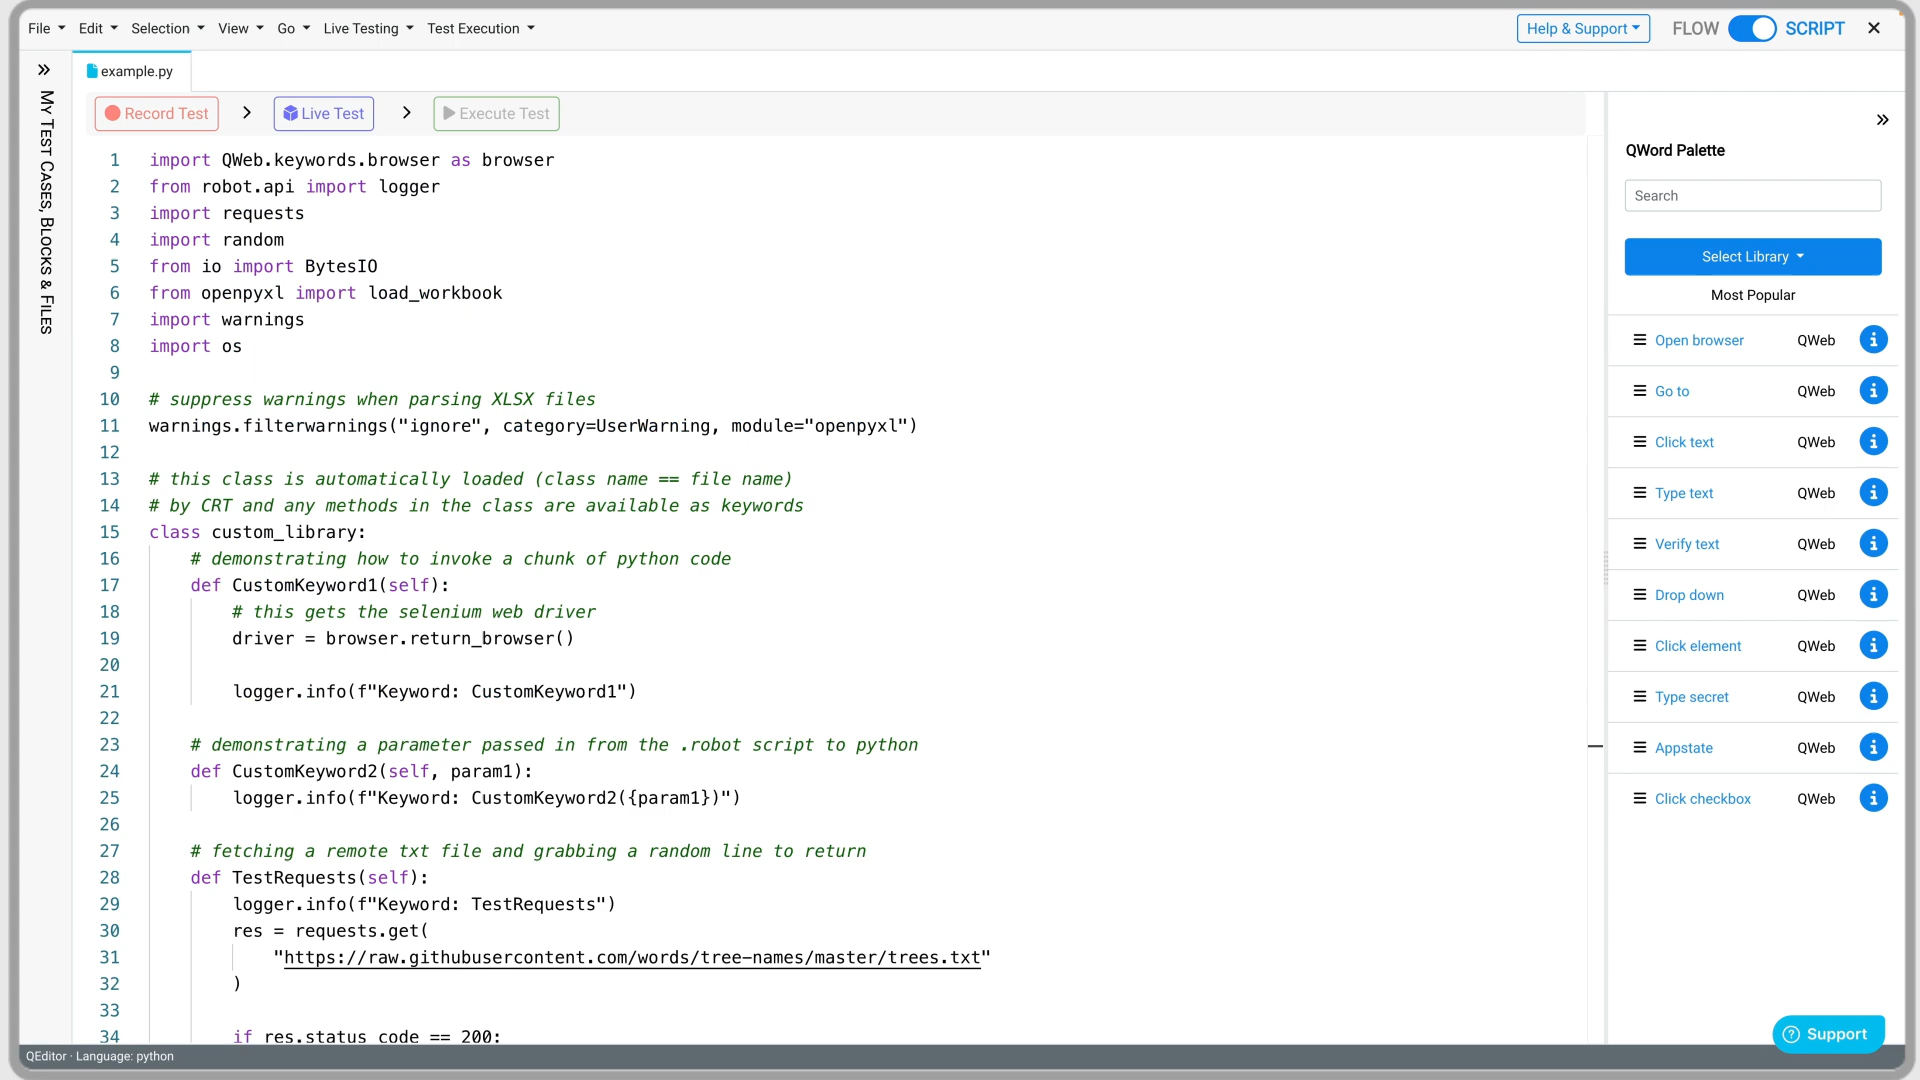 File Edit Selection View Go Live Testing Test Execution Help & Support FLOW SCRIPT
example.py
MY TEST CASES, BLOCKS & FILES
Record Test Live Test Execute Test
1 import QWeb.keywords.browser as browser
2 from robot.api import logger
3 import requests
4 import random
5 from io import BytesIO
6 from openpyxl import load_workbook
7 import warnings
8 import os
9
10 # suppress warnings when parsing XLSX files
11 warnings.filterwarnings("ignore", category=UserWarning, module="openpyxl")
12
13 # this class is automatically loaded (class name == file name)
14 # by CRT and any methods in the class are available as keywords
15 class custom_library:
16 # demonstrating how to invoke a chunk of python code
17 def CustomKeyword1(self):
18 # this gets the selenium web driver
19 driver = browser.return_browser()
20
21 logger.info(f"Keyword: CustomKeyword1")
22
23 # demonstrating a parameter passed in from the .robot script to python
24 def CustomKeyword2(self, param1):
25 logger.info(f"Keyword: CustomKeyword2({param1})")
26
27 # fetching a remote txt file and grabbing a random line to return
28 def TestRequests(self):
29 logger.info(f"Keyword: TestRequests")
30 res = requests.get(
31 "https://raw.githubusercontent.com/words/tree-names/master/trees.txt"
32 )
33
34 if res.status_code == 200:
QWord Palette
Search
Select Library
Most Popular
Open browser QWeb
Go to QWeb
Click text QWeb
Type text QWeb
Verify text QWeb
Drop down QWeb
Click element QWeb
Type secret QWeb
Appstate QWeb
Click checkbox QWeb
Support
QEditor · Language: python